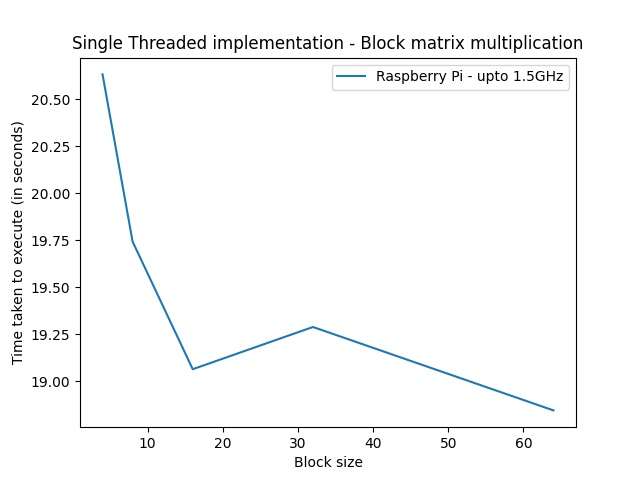 Single Threaded implementation - Block matrix multiplication
Raspberry Pi - upto 1.5GHz
Time taken to execute (in seconds)
20.50
20.25
20.00
19.75
19.50
19.25
19.00
10 20 30 40 50 60
Block size